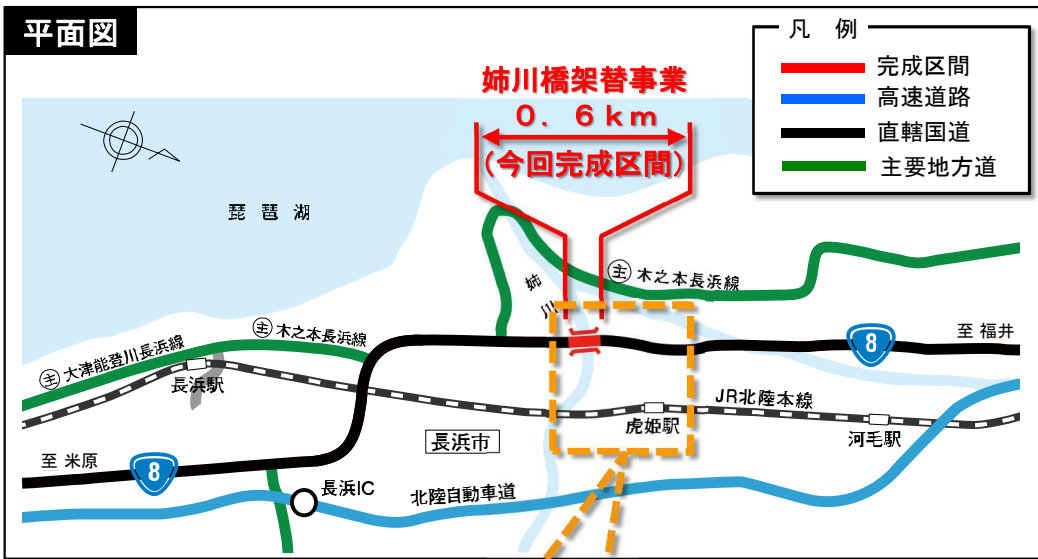 平面図
凡 例
完成区間
高速道路
直轄国道
主要地方道
姉川橋架替事業
０．６ｋｍ
(今回完成区間)
琵琶湖
姉川
主 木之本長浜線
主 木之本長浜線
主 大津能登川長浜線
長浜駅
8
至 福井
JR北陸本線
虎姫駅
河毛駅
長浜市
至 米原
8
長浜IC
北陸自動車道